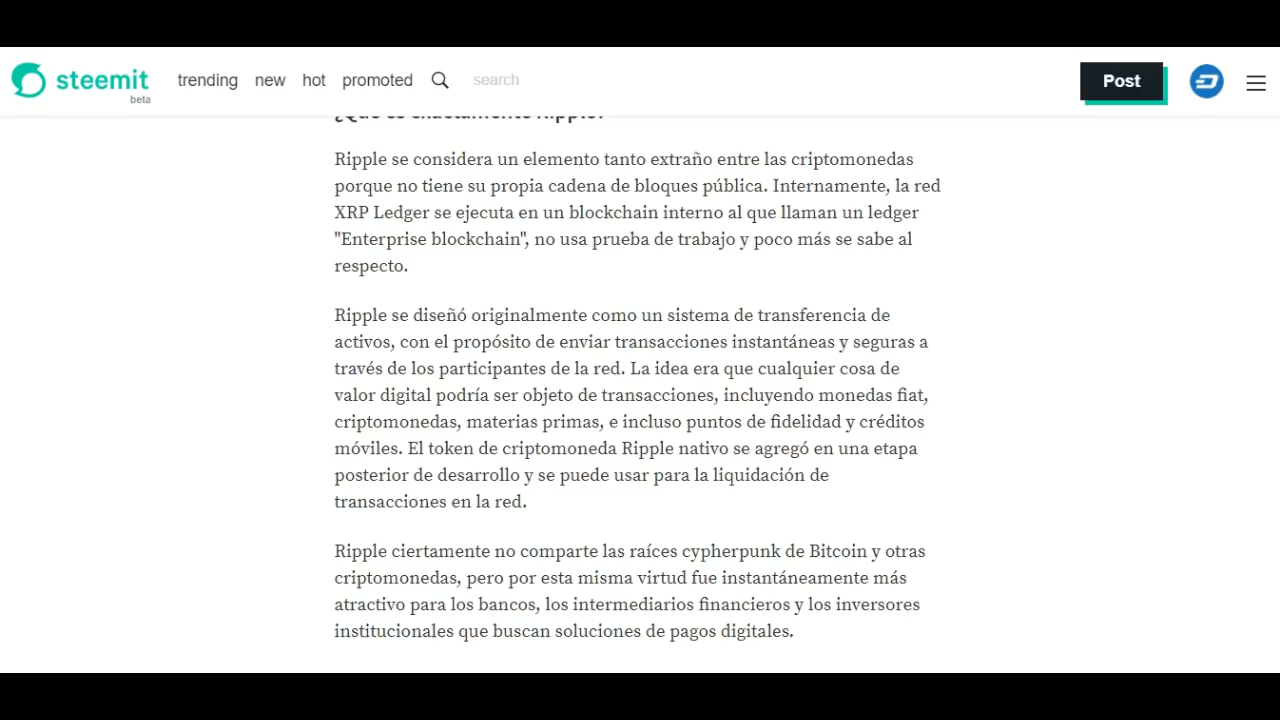 steemit
beta
trending new hot promoted search
Post
¿Qué es exactamente Ripple?
Ripple se considera un elemento tanto extraño entre las criptomonedas
porque no tiene su propia cadena de bloques pública. Internamente, la red
XRP Ledger se ejecuta en un blockchain interno al que llaman un ledger
"Enterprise blockchain", no usa prueba de trabajo y poco más se sabe al
respecto.
Ripple se diseñó originalmente como un sistema de transferencia de
activos, con el propósito de enviar transacciones instantáneas y seguras a
través de los participantes de la red. La idea era que cualquier cosa de
valor digital podría ser objeto de transacciones, incluyendo monedas fiat,
criptomonedas, materias primas, e incluso puntos de fidelidad y créditos
móviles. El token de criptomoneda Ripple nativo se agregó en una etapa
posterior de desarrollo y se puede usar para la liquidación de
transacciones en la red.
Ripple ciertamente no comparte las raíces cypherpunk de Bitcoin y otras
criptomonedas, pero por esta misma virtud fue instantáneamente más
atractivo para los bancos, los intermediarios financieros y los inversores
institucionales que buscan soluciones de pagos digitales.